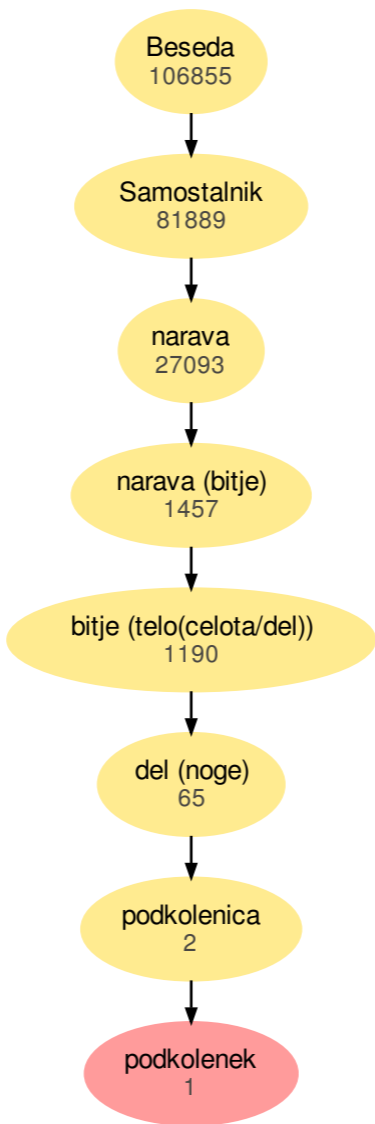 Beseda
106855
Samostalnik
81889
narava
27093
narava (bitje)
1457
bitje (telo(celota/del))
1190
del (noge)
65
podkolenica
2
podkolenek
1